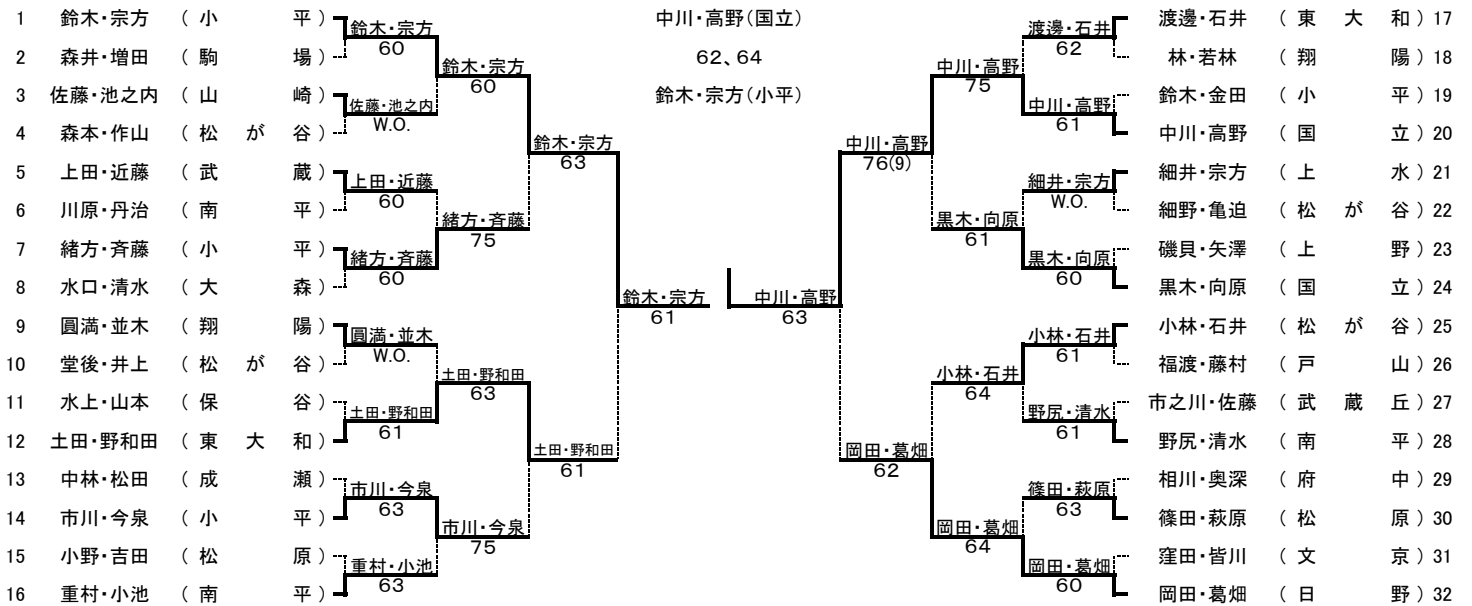 1 鈴木・宗方 ( 小 平 ) 中川・高野(国立) 渡邊・石井 ( 東 大 和 ) 17
鈴木・宗方 渡邊・石井
60 62
2 森井・増田 ( 駒 場 ) 62、64 林・若林 ( 翔 陽 ) 18
鈴木・宗方 中川・高野
60 75
3 佐藤・池之内 ( 山 崎 ) 鈴木・宗方(小平) 鈴木・金田 ( 小 平 ) 19
佐藤・池之内 中川・高野
W.O. 61
4 森本・作山 ( 松 が 谷 ) 中川・高野 ( 国 立 ) 20
鈴木・宗方 中川・高野
63 76(9)
5 上田・近藤 ( 武 蔵 ) 細井・宗方 ( 上 水 ) 21
上田・近藤 細井・宗方
60 W.O.
6 川原・丹治 ( 南 平 ) 細野・亀迫 ( 松 が 谷 ) 22
緒方・斉藤 黒木・向原
75 61
7 緒方・斉藤 ( 小 平 ) 磯貝・矢澤 ( 上 野 ) 23
緒方・斉藤 黒木・向原
60 60
8 水口・清水 ( 大 森 ) 黒木・向原 ( 国 立 ) 24
鈴木・宗方 中川・高野
61 63
9 圓満・並木 ( 翔 陽 ) 小林・石井 ( 松 が 谷 ) 25
圓満・並木 小林・石井
W.O. 61
10 堂後・井上 ( 松 が 谷 ) 福渡・藤村 ( 戸 山 ) 26
土田・野和田 小林・石井
63 64
11 水上・山本 ( 保 谷 ) 市之川・佐藤 ( 武 蔵 丘 ) 27
土田・野和田 野尻・清水
61 61
12 土田・野和田 ( 東 大 和 ) 野尻・清水 ( 南 平 ) 28
土田・野和田 岡田・葛畑
61 62
13 中林・松田 ( 成 瀬 ) 相川・奥深 ( 府 中 ) 29
市川・今泉 篠田・萩原
63 63
14 市川・今泉 ( 小 平 ) 篠田・萩原 ( 松 原 ) 30
市川・今泉 岡田・葛畑
75 64
15 小野・吉田 ( 松 原 ) 窪田・皆川 ( 文 京 ) 31
重村・小池 岡田・葛畑
63 60
16 重村・小池 ( 南 平 ) 岡田・葛畑 ( 日 野 ) 32